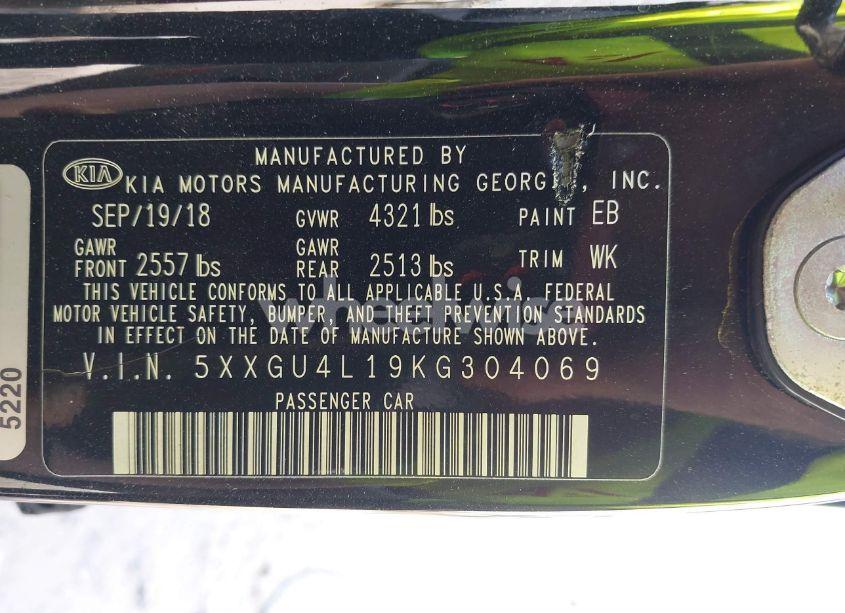 MANUFACTURED BY
KIA KIA MOTORS MANUFACTURING GEORGIA, INC.
SEP/19/18 GVWR 4321 lbs PAINT EB
GAWR FRONT 2557 lbs GAWR REAR 2513 lbs TRIM WK
THIS VEHICLE CONFORMS TO ALL APPLICABLE U.S.A. FEDERAL
MOTOR VEHICLE SAFETY, BUMPER, AND THEFT PREVENTION STANDARDS
IN EFFECT ON THE DATE OF MANUFACTURE SHOWN ABOVE.
V.I.N. 5XXGU4L19KG304069
PASSENGER CAR
5220